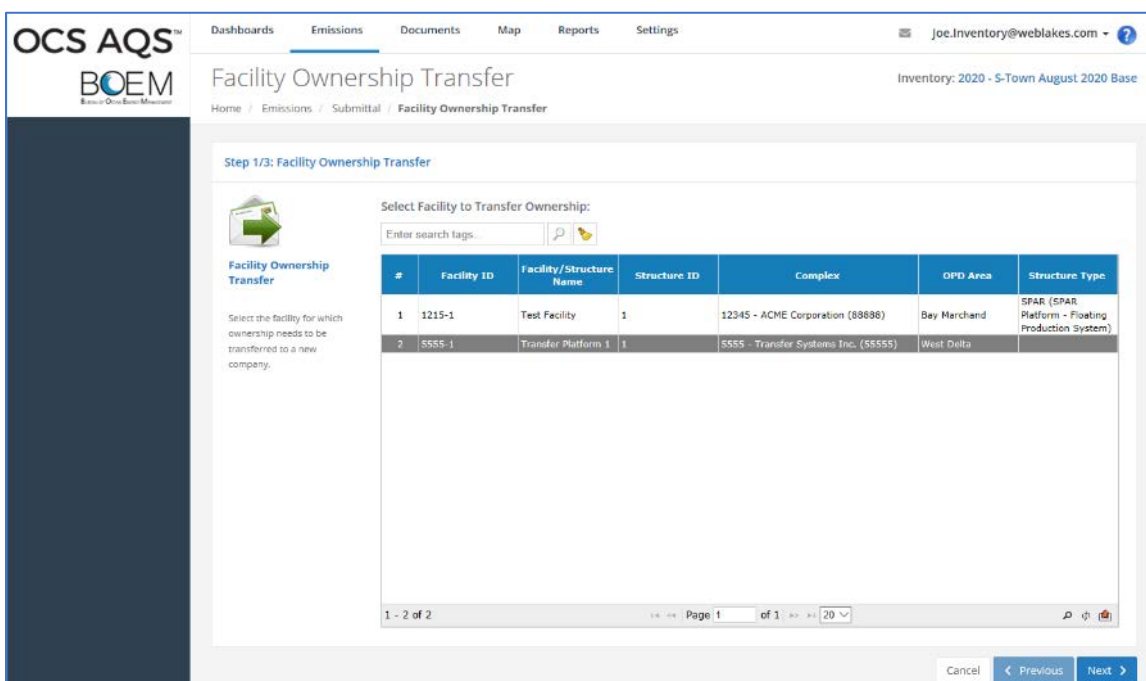 OCS AQS™
BOEM
Bureau of Ocean Energy Management
Dashboards Emissions Documents Map Reports Settings
Joe.Inventory@weblakes.com
?
Facility Ownership Transfer
Inventory: 2020 - S-Town August 2020 Base
Home / Emissions / Submittal / Facility Ownership Transfer
Step 1/3: Facility Ownership Transfer
Select Facility to Transfer Ownership:
Enter search tags...
Facility Ownership
Transfer
Select the facility for which
ownership needs to be
transferred to a new
company.
# Facility ID Facility/Structure Name Structure ID Complex OPD Area Structure Type
1 1215-1 Test Facility 1 12345 - ACME Corporation (88888) Bay Marchand SPAR (SPAR
Platform - Floating
Production System)
2 5555-1 Transfer Platform 1 1 5555 - Transfer Systems Inc. (55555) West Delta
1 - 2 of 2 Page 1 of 1 20
Cancel Previous Next